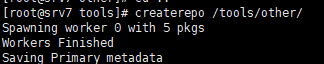 [root@srv7 tools]# createrepo /tools/other/
Spawning worker 0 with 5 pkgs
Workers Finished
Saving Primary metadata